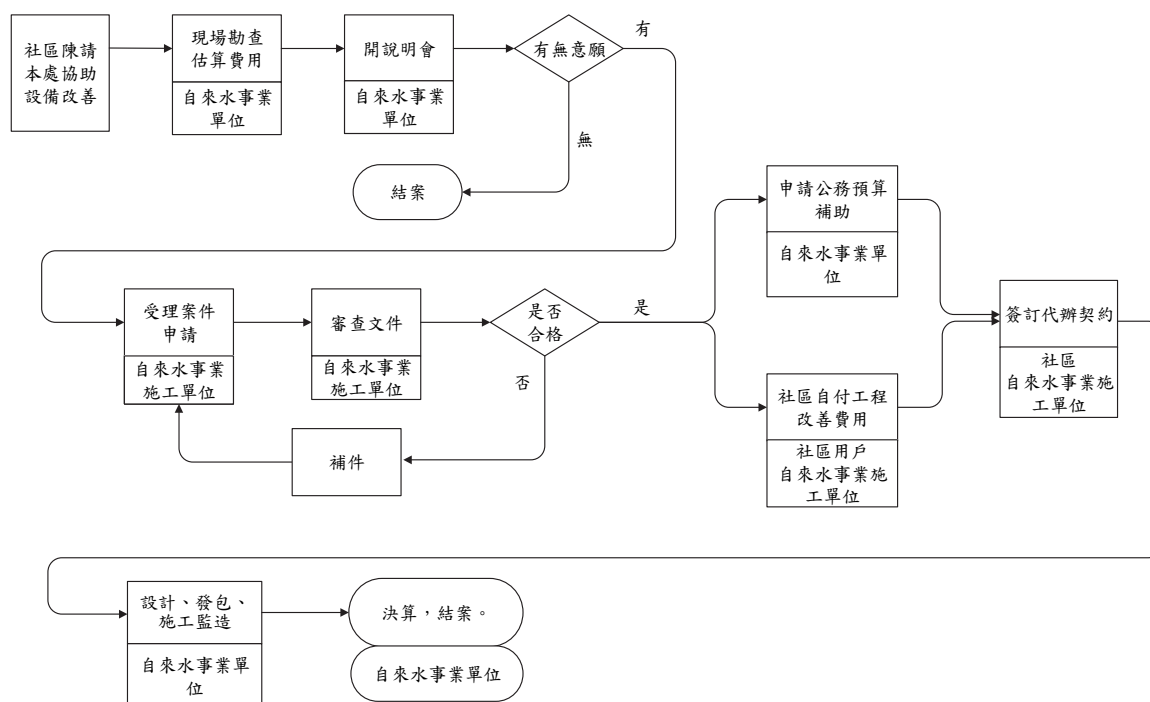 社區陳請
本處協助
設備改善
現場勘查
估算費用
自來水事業
單位
開說明會
自來水事業
單位
有無意願
有
無
結案
受理案件
申請
自來水事業
施工單位
審查文件
自來水事業
施工單位
是否
合格
是
否
補件
申請公務預算
補助
自來水事業單
位
社區自付工程
改善費用
社區用戶
自來水事業施
工單位
簽訂代辦契約
社區
自來水事業施
工單位
設計、發包、
施工監造
自來水事業單
位
決算，結案。
自來水事業單位